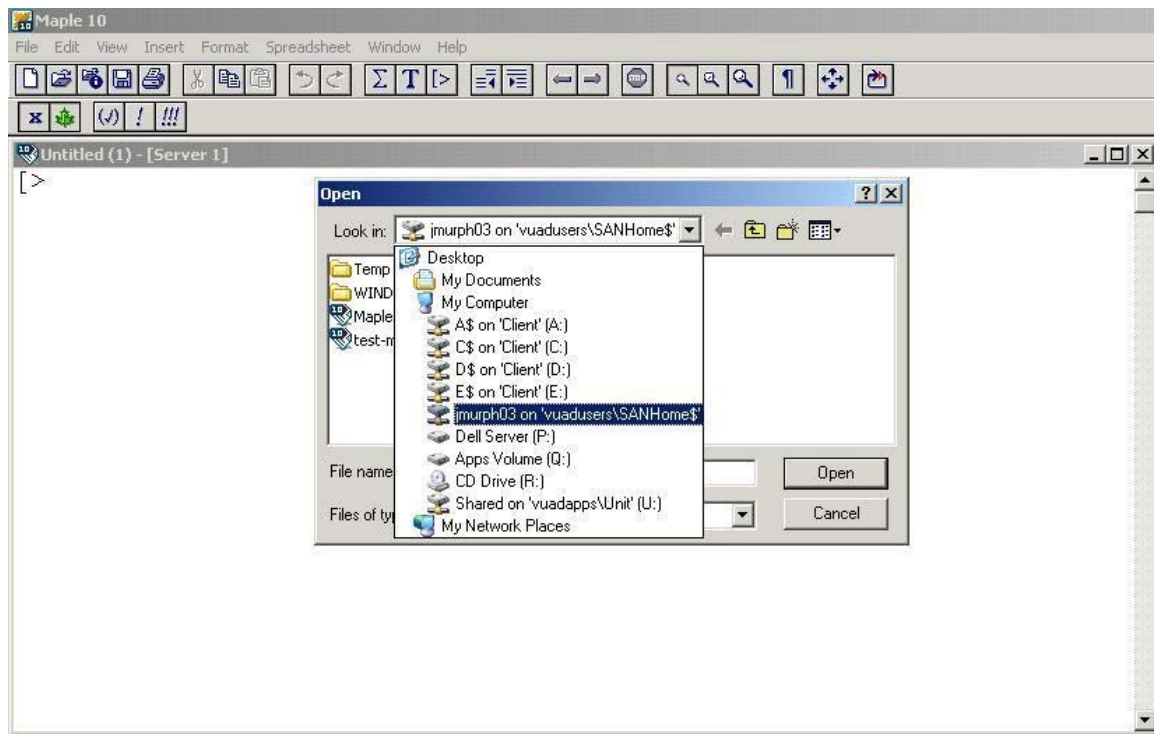 Maple 10
File Edit View Insert Format Spreadsheet Window Help
Untitled (1) - [Server 1]
[>
Open
Look in: jmurph03 on 'vuadusers\SANHome$'
Desktop
My Documents
My Computer
A$ on 'Client' (A:)
C$ on 'Client' (C:)
D$ on 'Client' (D:)
E$ on 'Client' (E:)
jmurph03 on 'vuadusers\SANHome$'
Dell Server (P:)
Apps Volume (Q:)
CD Drive (R:)
Shared on 'vuadapps\Unit' (U:)
My Network Places
Temp
WIND
Maple
test-m
File name
Open
Files of ty
Cancel